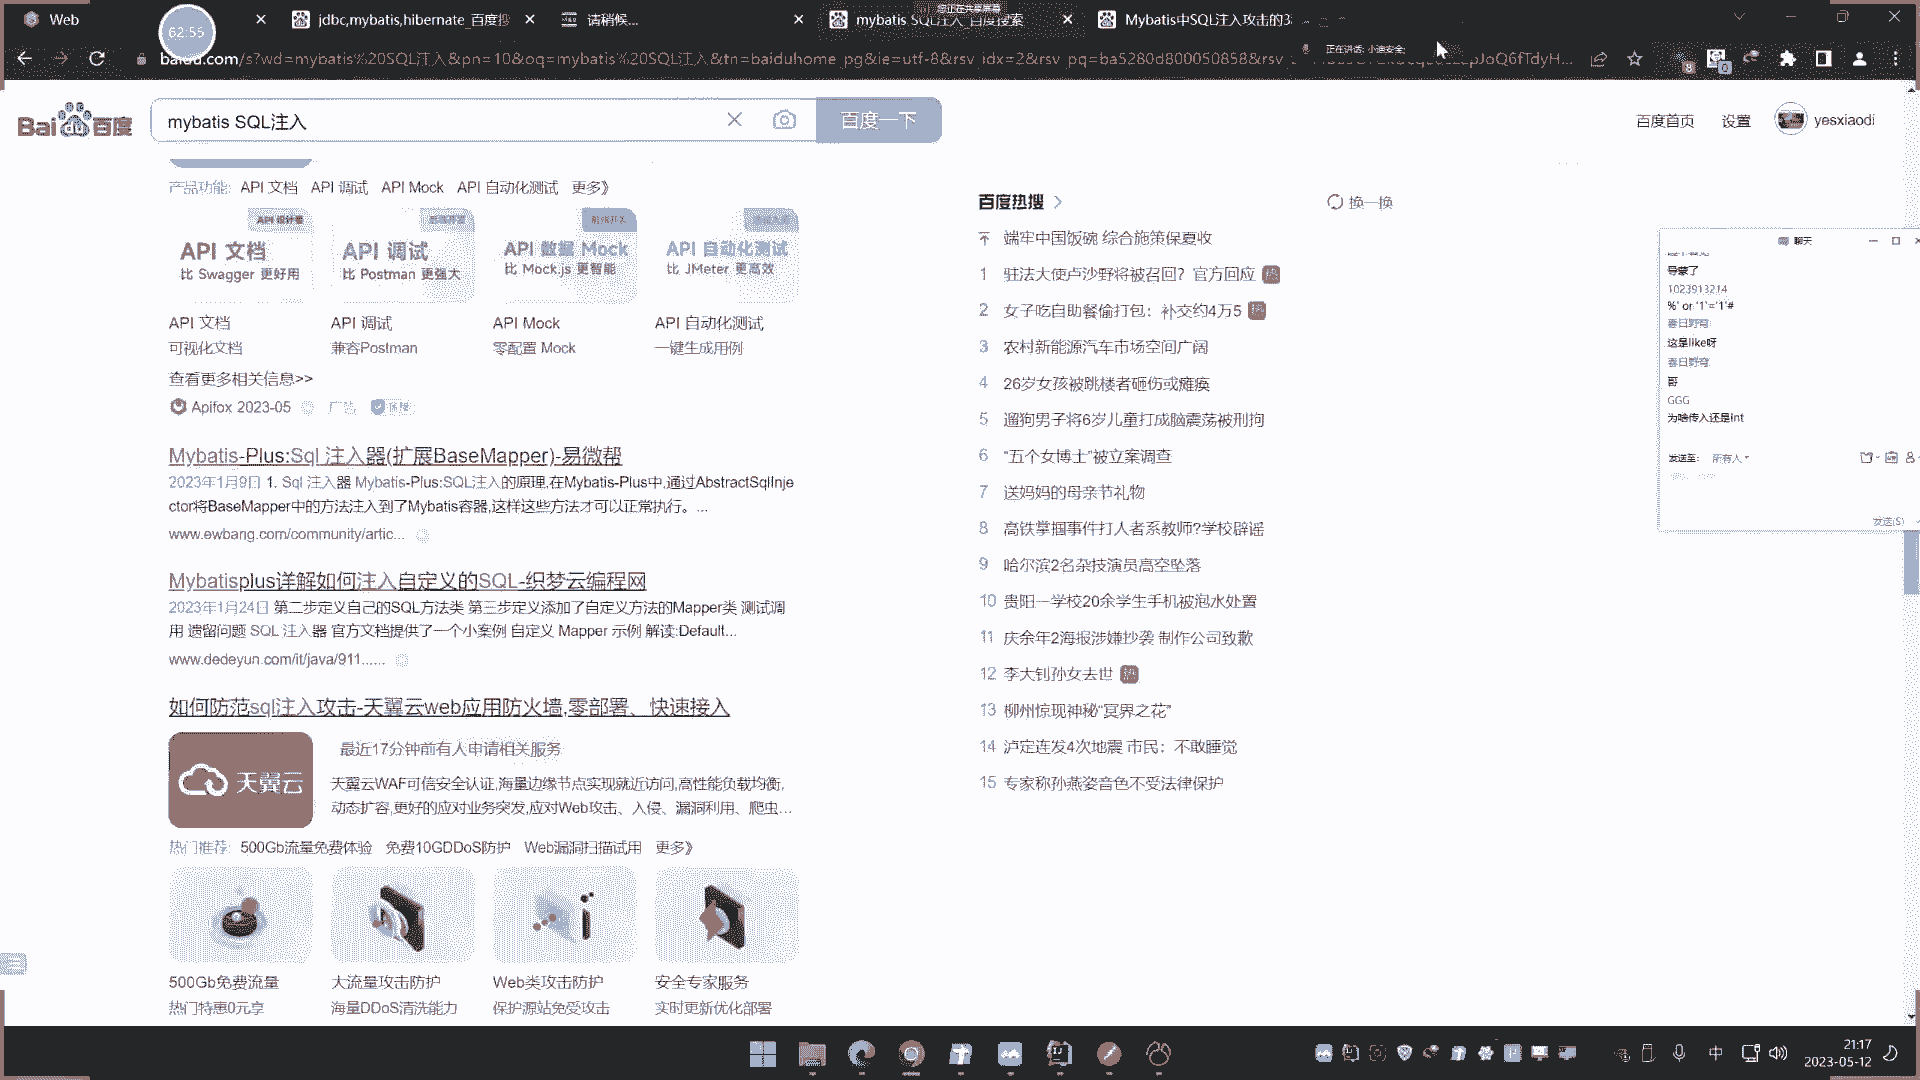 Web
62:55
jdbc,mybatis,hibernate_百度搜
请稍候...
mybatis SQL注入_百度搜索
Mybatis中SQL注入攻击的3
您正在共享屏幕
正在讲话: 小迪安全;
baidu.com/s?wd=mybatis%20SQL注入&pn=10&oq=mybatis%20SQL注入&tn=baiduhome_pg&ie=utf-8&rsv_idx=2&rsv_pq=ba5280d800050858&rsv_
Bai du 百度
mybatis SQL注入
百度一下
百度首页
设置
yesxiaodi
产品功能:
API 文档
API 调试
API Mock
API 自动化测试
更多》
API 设计者
API 文档
比 Swagger 更好用
API 调试
比 Postman 更强大
API 数据 Mock
比 Mock.js 更智能
API 自动化测试
比 JMeter 更高效
API 文档
可视化文档
API 调试
兼容Postman
API Mock
零配置 Mock
API 自动化测试
一键生成用例
查看更多相关信息>>
Apifox 2023-05
广告
保障
Mybatis-Plus:Sql 注入器(扩展BaseMapper)-易微帮
2023年1月9日 1. Sql 注入器 Mybatis-Plus:SQL注入的原理,在Mybatis-Plus中,通过AbstractSqlInje
ctor将BaseMapper中的方法注入到了Mybatis容器,这样这些方法才可以正常执行。...
www.ewbang.com/community/artic...
Mybatisplus详解如何注入自定义的SQL-织梦云编程网
2023年1月24日 第二步定义自己的SQL方法类 第三步定义添加了自定义方法的Mapper类 测试调
用 遗留问题 SQL 注入器 官方文档提供了一个小案例 自定义 Mapper 示例 解读:Default...
www.dedeyun.com/it/java/911......
如何防范sql注入攻击-天翼云web应用防火墙,零部署、快速接入
天翼云
最近17分钟前有人申请相关服务
天翼云WAF可信安全认证,海量边缘节点实现就近访问,高性能负载均衡,
动态扩容,更好的应对业务突发,应对Web攻击、入侵、漏洞利用、爬虫...
热门推荐:
500Gb流量免费体验
免费10GDDoS防护
Web漏洞扫描试用
更多》
500Gb免费流量
热门特惠0元享
大流量攻击防护
海量DDoS清洗能力
Web类攻击防护
保护源站免受攻击
安全专家服务
实时更新优化部署
百度热搜
换一换
端牢中国饭碗 综合施策保夏收
1 驻法大使卢沙野将被召回？官方回应 热
2 女子吃自助餐偷打包：补交约4万5 热
3 农村新能源汽车市场空间广阔
4 26岁女孩被跳楼者砸伤或瘫痪
5 遛狗男子将6岁儿童打成脑震荡被刑拘
6 “五个女博士”被立案调查
7 送妈妈的母亲节礼物
8 高铁掌掴事件打人者系教师?学校辟谣
9 哈尔滨2名杂技演员高空坠落
10 贵阳一学校20余学生手机被泡水处置
11 庆余年2海报涉嫌抄袭 制作公司致歉
12 李大钊孙女去世 热
13 柳州惊现神秘“冥界之花”
14 泸定连发4次地震 市民：不敢睡觉
15 专家称孙燕姿音色不受法律保护
聊天
导蒙了
1023913214
%' or '1'='1'#
春日野穹:
这是like呀
春日野穹:
哥
GGG
为啥传入还是int
发送至:
所有人
发送(S)
中
21:17
2023-05-12